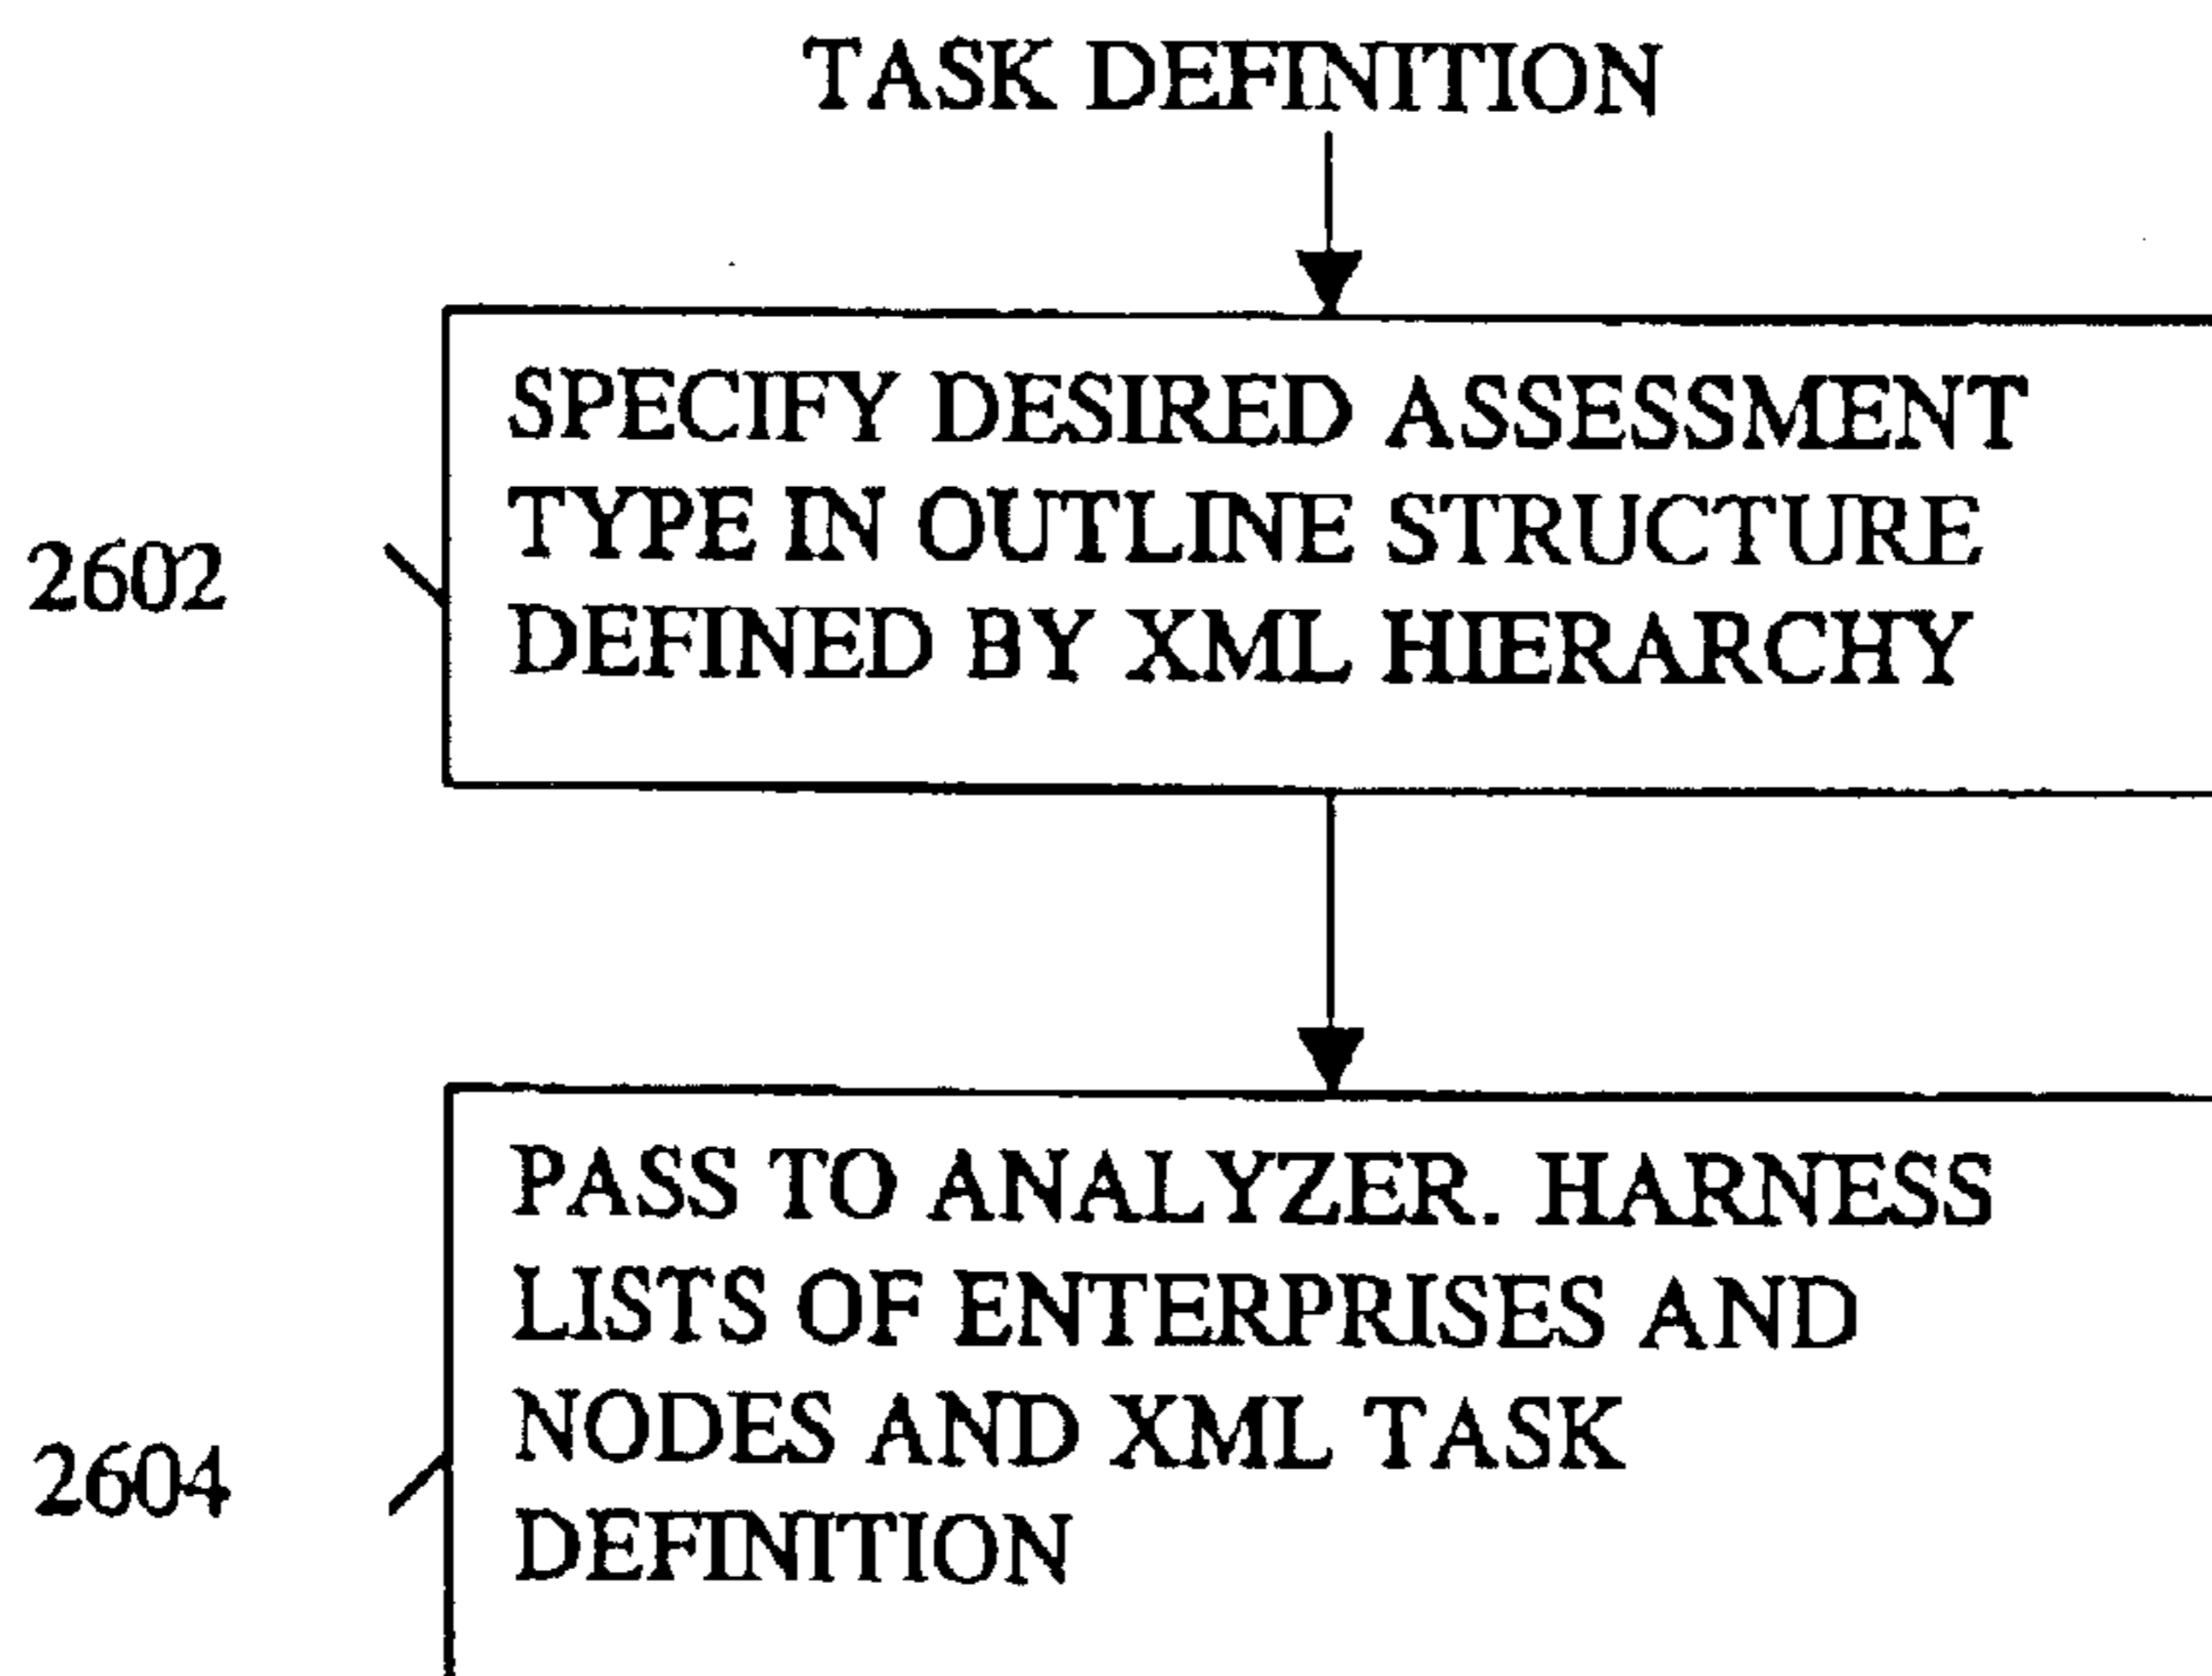 TASK DEFINITION
SPECIFY DESIRED ASSESSMENT
TYPE IN OUTLINE STRUCTURE
DEFINED BY XML HIERARCHY
2602
PASS TO ANALYZER. HARNESS
LISTS OF ENTERPRISES AND
NODES AND XML TASK
DEFINITION
2604